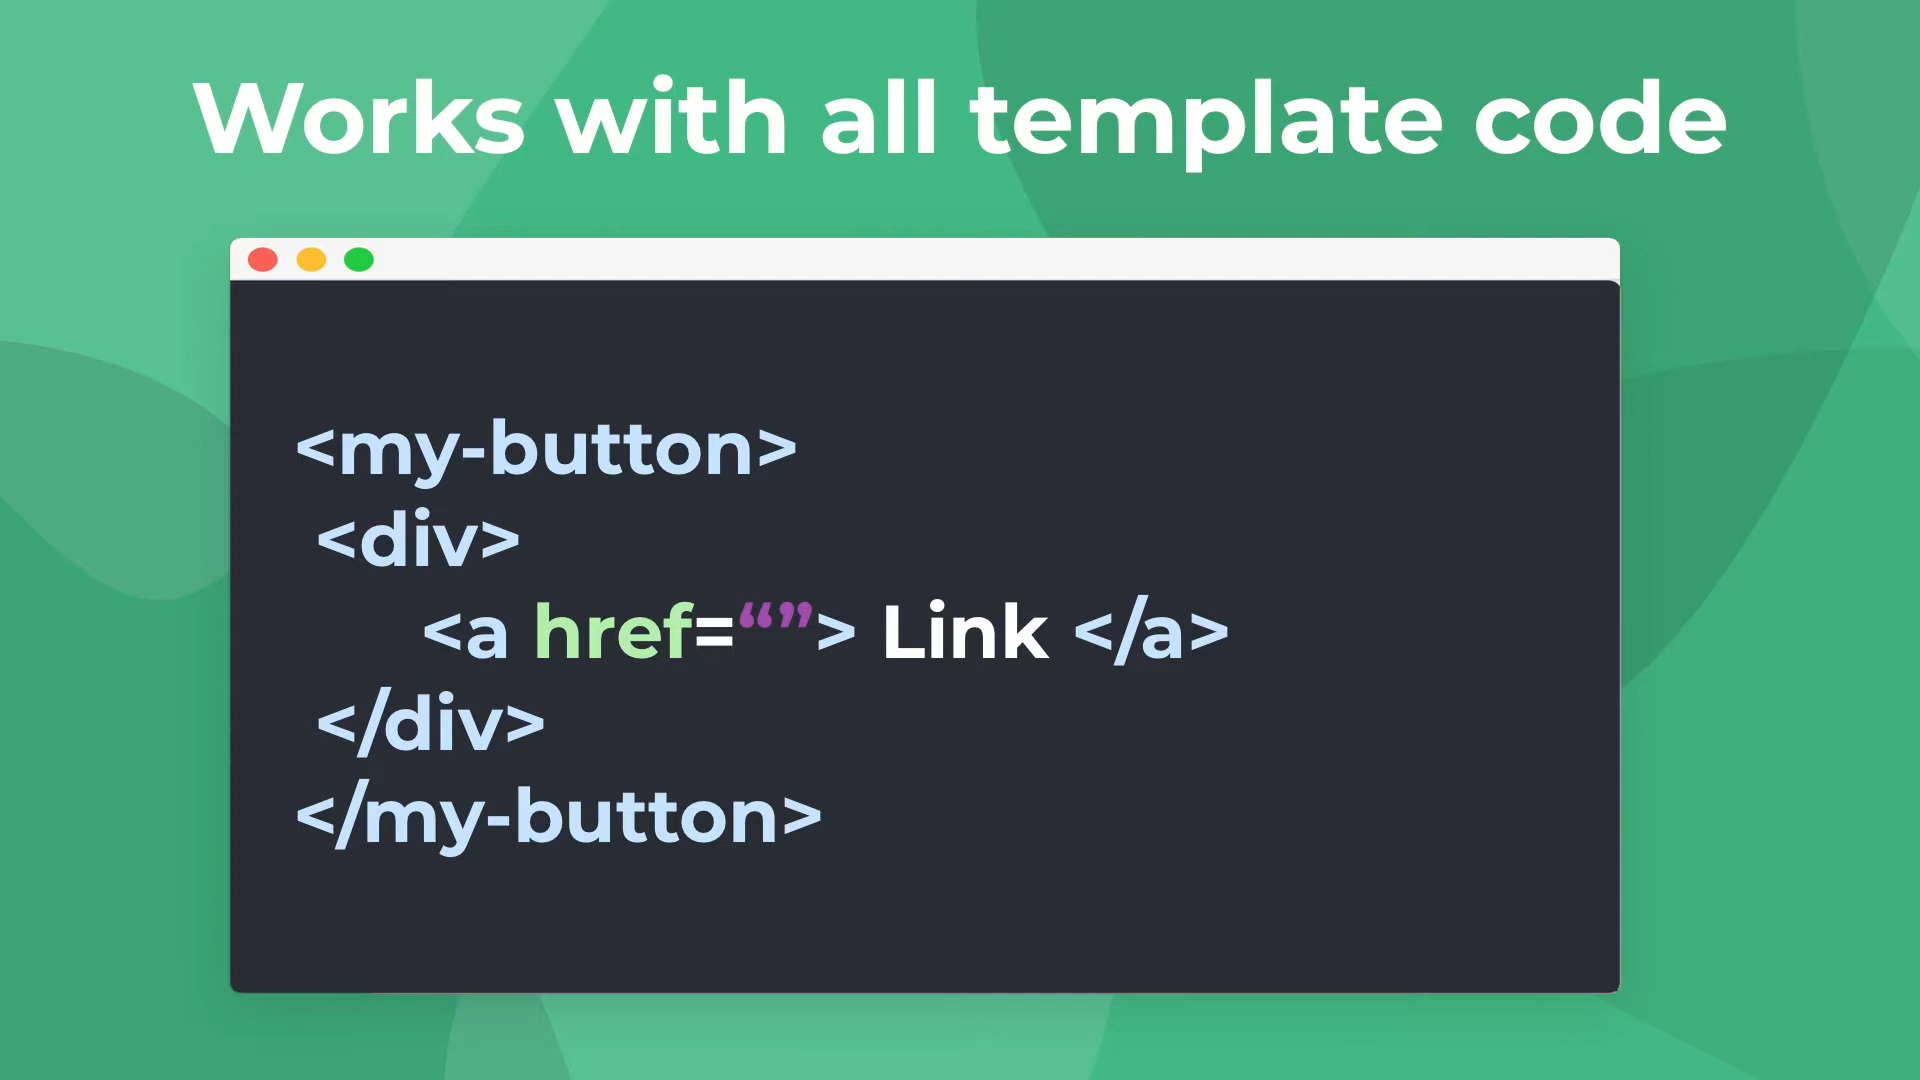 Works with all template code
<my-button>
<div>
<a href=“”> Link </a>
</div>
</my-button>